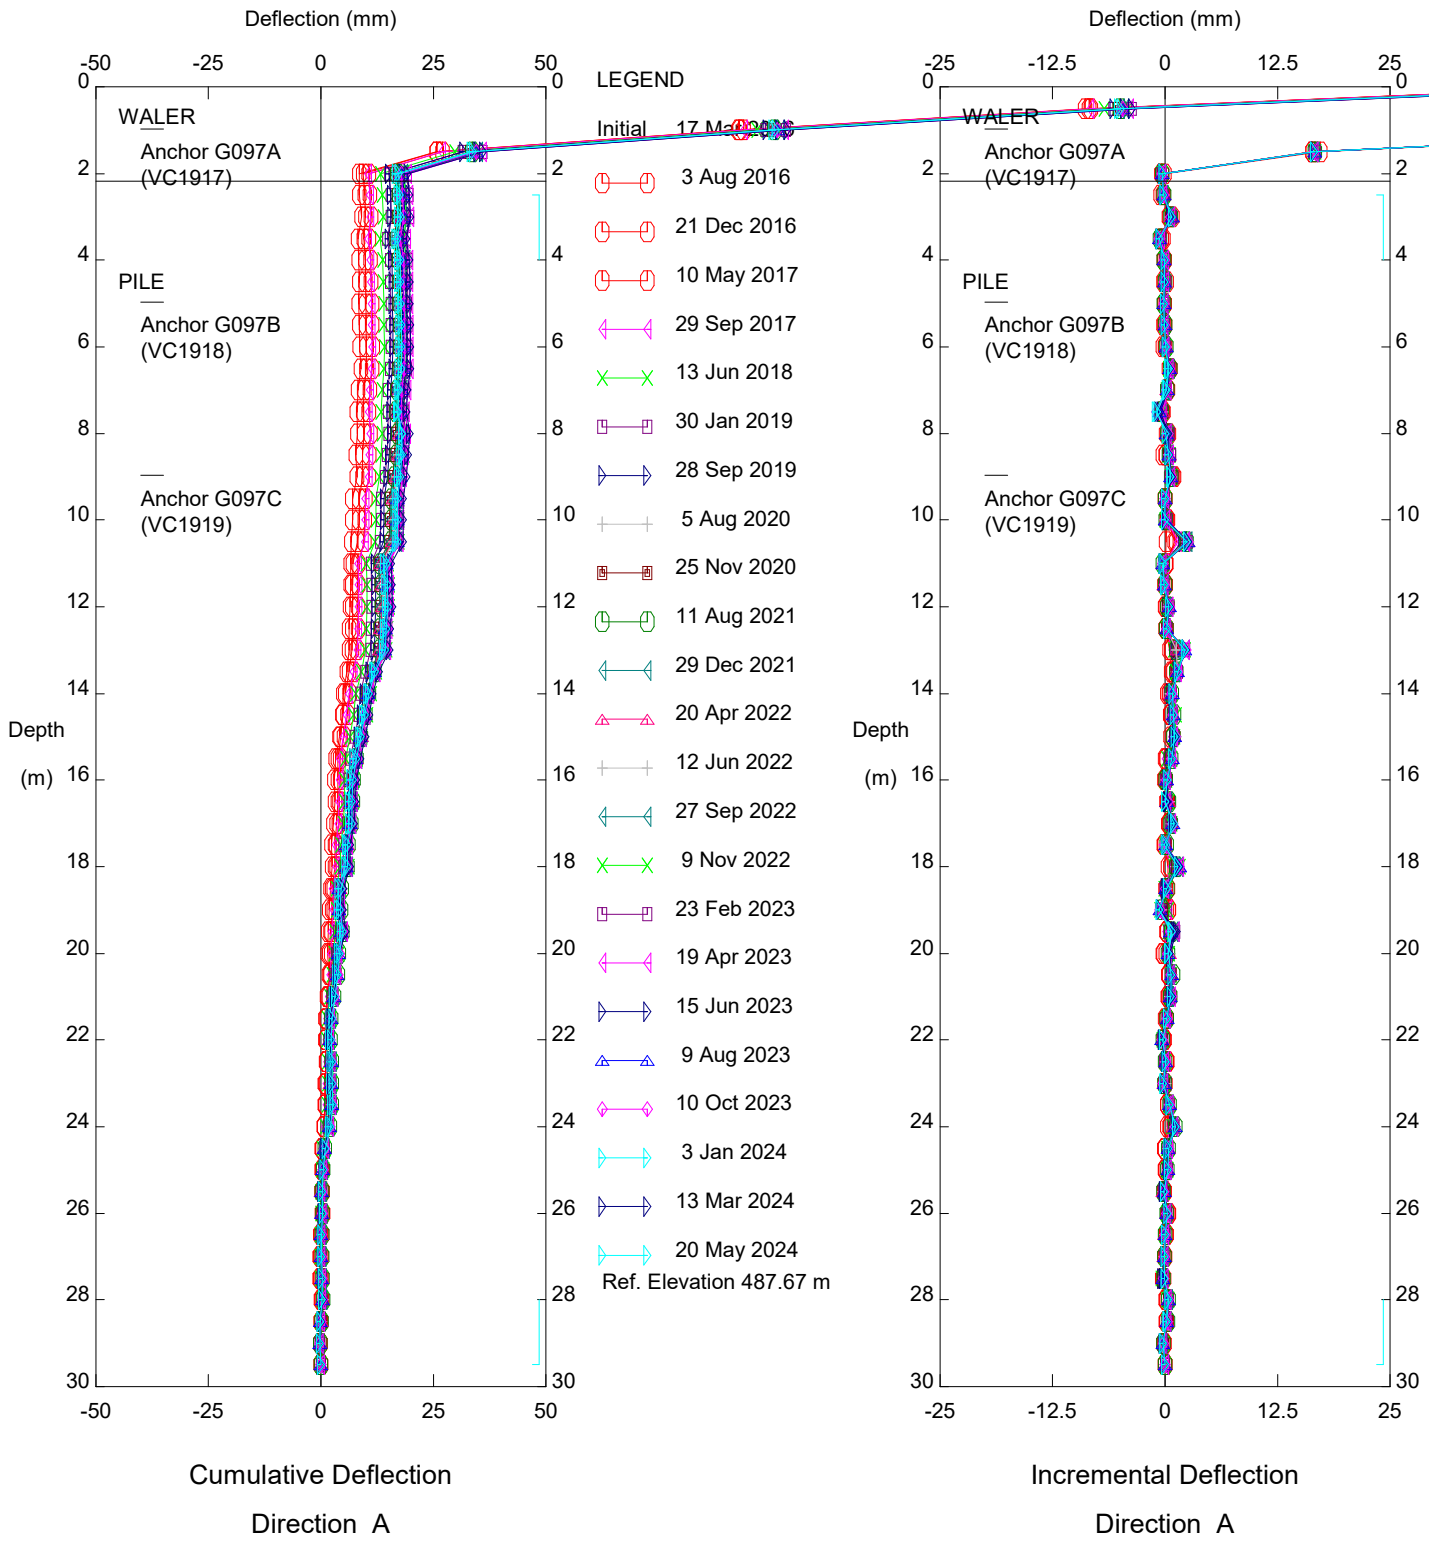 Deflection (mm)
-50 -25 0 25 50
0 0
WALER
Anchor G097A
(VC1917)
2 2
4 4
PILE
Anchor G097B
(VC1918)
6 6
8 8
Anchor G097C
(VC1919)
10 10
12 12
14 14
Depth
(m)
16 16
18 18
20 20
22 22
24 24
26 26
28 28
30 30
-50 -25 0 25 50
Cumulative Deflection
Direction A
LEGEND
Initial 17 Mar
3 Aug 2016
21 Dec 2016
10 May 2017
29 Sep 2017
13 Jun 2018
30 Jan 2019
28 Sep 2019
5 Aug 2020
25 Nov 2020
11 Aug 2021
29 Dec 2021
20 Apr 2022
12 Jun 2022
27 Sep 2022
9 Nov 2022
23 Feb 2023
19 Apr 2023
15 Jun 2023
9 Aug 2023
10 Oct 2023
3 Jan 2024
13 Mar 2024
20 May 2024
Ref. Elevation 487.67 m
Deflection (mm)
-25 -12.5 0 12.5 25
0 0
WALER
Anchor G097A
(VC1917)
2 2
4 4
PILE
Anchor G097B
(VC1918)
6 6
8 8
Anchor G097C
(VC1919)
10 10
12 12
14 14
Depth
(m)
16 16
18 18
20 20
22 22
24 24
26 26
28 28
30 30
-25 -12.5 0 12.5 25
Incremental Deflection
Direction A